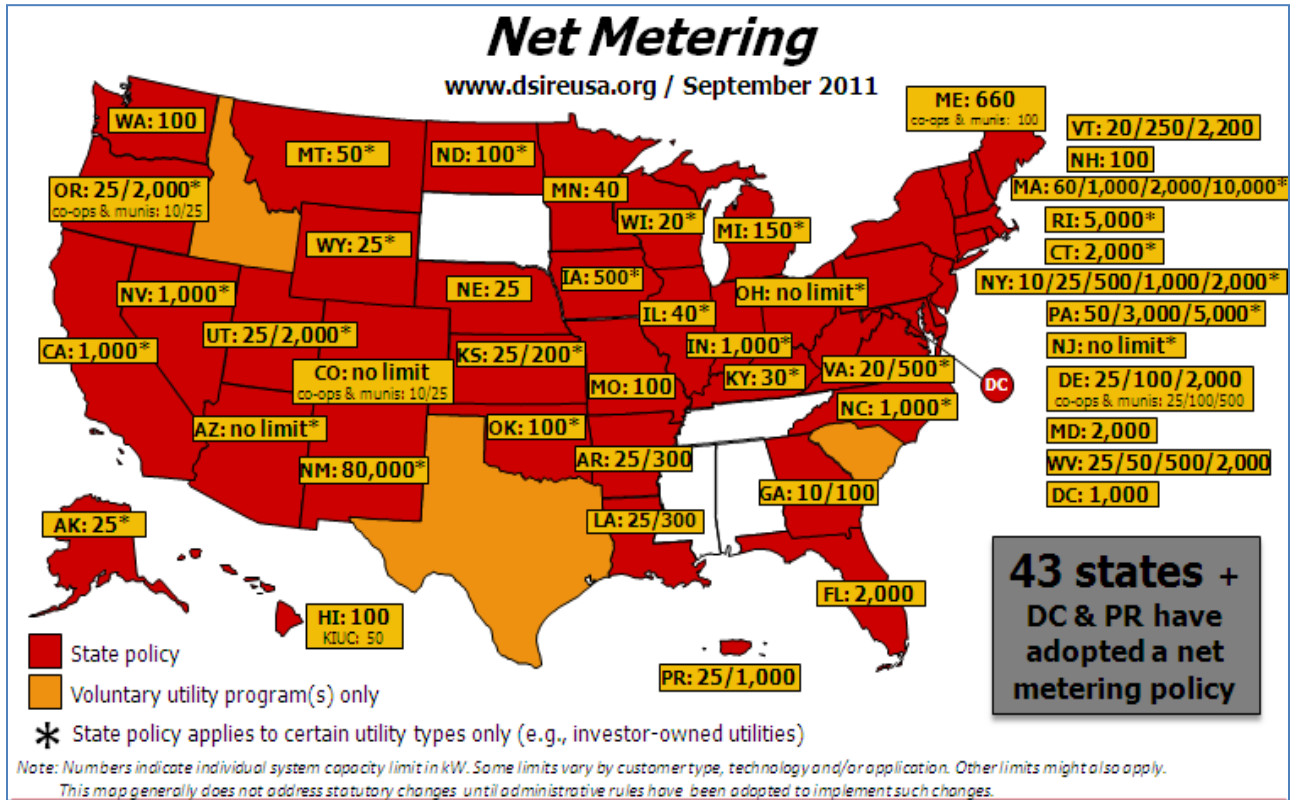 Net Metering
www.dsireusa.org / September 2011
WA: 100
OR: 25/2,000*
co-ops & munis: 10/25
MT: 50*
ND: 100*
MN: 40
WI: 20*
MI: 150*
ME: 660
co-ops & munis: 100
VT: 20/250/2,200
NH: 100
MA: 60/1,000/2,000/10,000*
RI: 5,000*
CT: 2,000*
NY: 10/25/500/1,000/2,000*
PA: 50/3,000/5,000*
NJ: no limit*
DE: 25/100/2,000
co-ops & munis: 25/100/500
MD: 2,000
WV: 25/50/500/2,000
DC: 1,000
WY: 25*
NV: 1,000*
UT: 25/2,000*
CA: 1,000*
CO: no limit
co-ops & munis: 10/25
NE: 25
KS: 25/200*
IA: 500*
IL: 40*
OH: no limit*
IN: 1,000*
MO: 100
KY: 30*
VA: 20/500*
DC
NC: 1,000*
AZ: no limit*
NM: 80,000*
OK: 100*
AR: 25/300
LA: 25/300
GA: 10/100
FL: 2,000
AK: 25*
HI: 100
KIUC: 50
PR: 25/1,000
43 states +
DC & PR have
adopted a net
metering policy
State policy
Voluntary utility program(s) only
* State policy applies to certain utility types only (e.g., investor-owned utilities)
Note: Numbers indicate individual system capacity limit in kW. Some limits vary by customer type, technology and/or application. Other limits might also apply.
This map generally does not address statutory changes until administrative rules have been adopted to implement such changes.